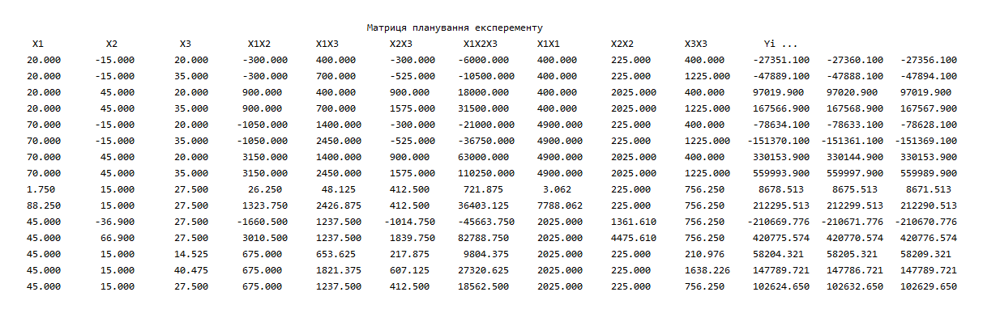 Матриця планування експеременту
X1 X2 X3 X1X2 X1X3 X2X3 X1X2X3 X1X1 X2X2 X3X3 Yi ...
20.000 -15.000 20.000 -300.000 400.000 -300.000 -6000.000 400.000 225.000 400.000 -27351.100 -27360.100 -27356.100
20.000 -15.000 35.000 -300.000 700.000 -525.000 -10500.000 400.000 225.000 1225.000 -47889.100 -47888.100 -47894.100
20.000 45.000 20.000 900.000 400.000 900.000 18000.000 400.000 2025.000 400.000 97019.900 97020.900 97019.900
20.000 45.000 35.000 900.000 700.000 1575.000 31500.000 400.000 2025.000 1225.000 167566.900 167568.900 167567.900
70.000 -15.000 20.000 -1050.000 1400.000 -300.000 -21000.000 4900.000 225.000 400.000 -78634.100 -78633.100 -78628.100
70.000 -15.000 35.000 -1050.000 2450.000 -525.000 -36750.000 4900.000 225.000 1225.000 -151370.100 -151361.100 -151369.100
70.000 45.000 20.000 3150.000 1400.000 900.000 63000.000 4900.000 2025.000 400.000 330153.900 330144.900 330153.900
70.000 45.000 35.000 3150.000 2450.000 1575.000 110250.000 4900.000 2025.000 1225.000 559993.900 559997.900 559989.900
1.750 15.000 27.500 26.250 48.125 412.500 721.875 3.062 225.000 756.250 8678.513 8675.513 8671.513
88.250 15.000 27.500 1323.750 2426.875 412.500 36403.125 7788.062 225.000 756.250 212295.513 212299.513 212290.513
45.000 -36.900 27.500 -1660.500 1237.500 -1014.750 -45663.750 2025.000 1361.610 756.250 -210669.776 -210671.776 -210670.776
45.000 66.900 27.500 3010.500 1237.500 1839.750 82788.750 2025.000 4475.610 756.250 420775.574 420770.574 420776.574
45.000 15.000 14.525 675.000 653.625 217.875 9804.375 2025.000 225.000 210.976 58204.321 58205.321 58209.321
45.000 15.000 40.475 675.000 1821.375 607.125 27320.625 2025.000 225.000 1638.226 147789.721 147786.721 147789.721
45.000 15.000 27.500 675.000 1237.500 412.500 18562.500 2025.000 225.000 756.250 102624.650 102632.650 102629.650